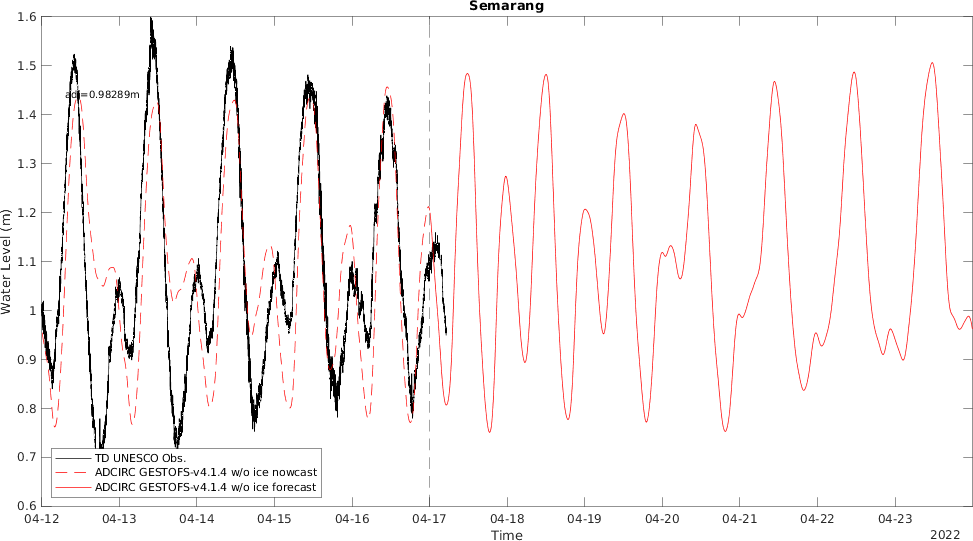 Semarang
1.6
1.5
1.4
1.3
1.2
1.1
1
0.9
0.8
0.7
0.6
Water Level (m)
adj=0.98289m
TD UNESCO Obs.
ADCIRC GESTOFS-v4.1.4 w/o ice nowcast
ADCIRC GESTOFS-v4.1.4 w/o ice forecast
04-12 04-13 04-14 04-15 04-16 04-17 04-18 04-19 04-20 04-21 04-22 04-23
Time
2022